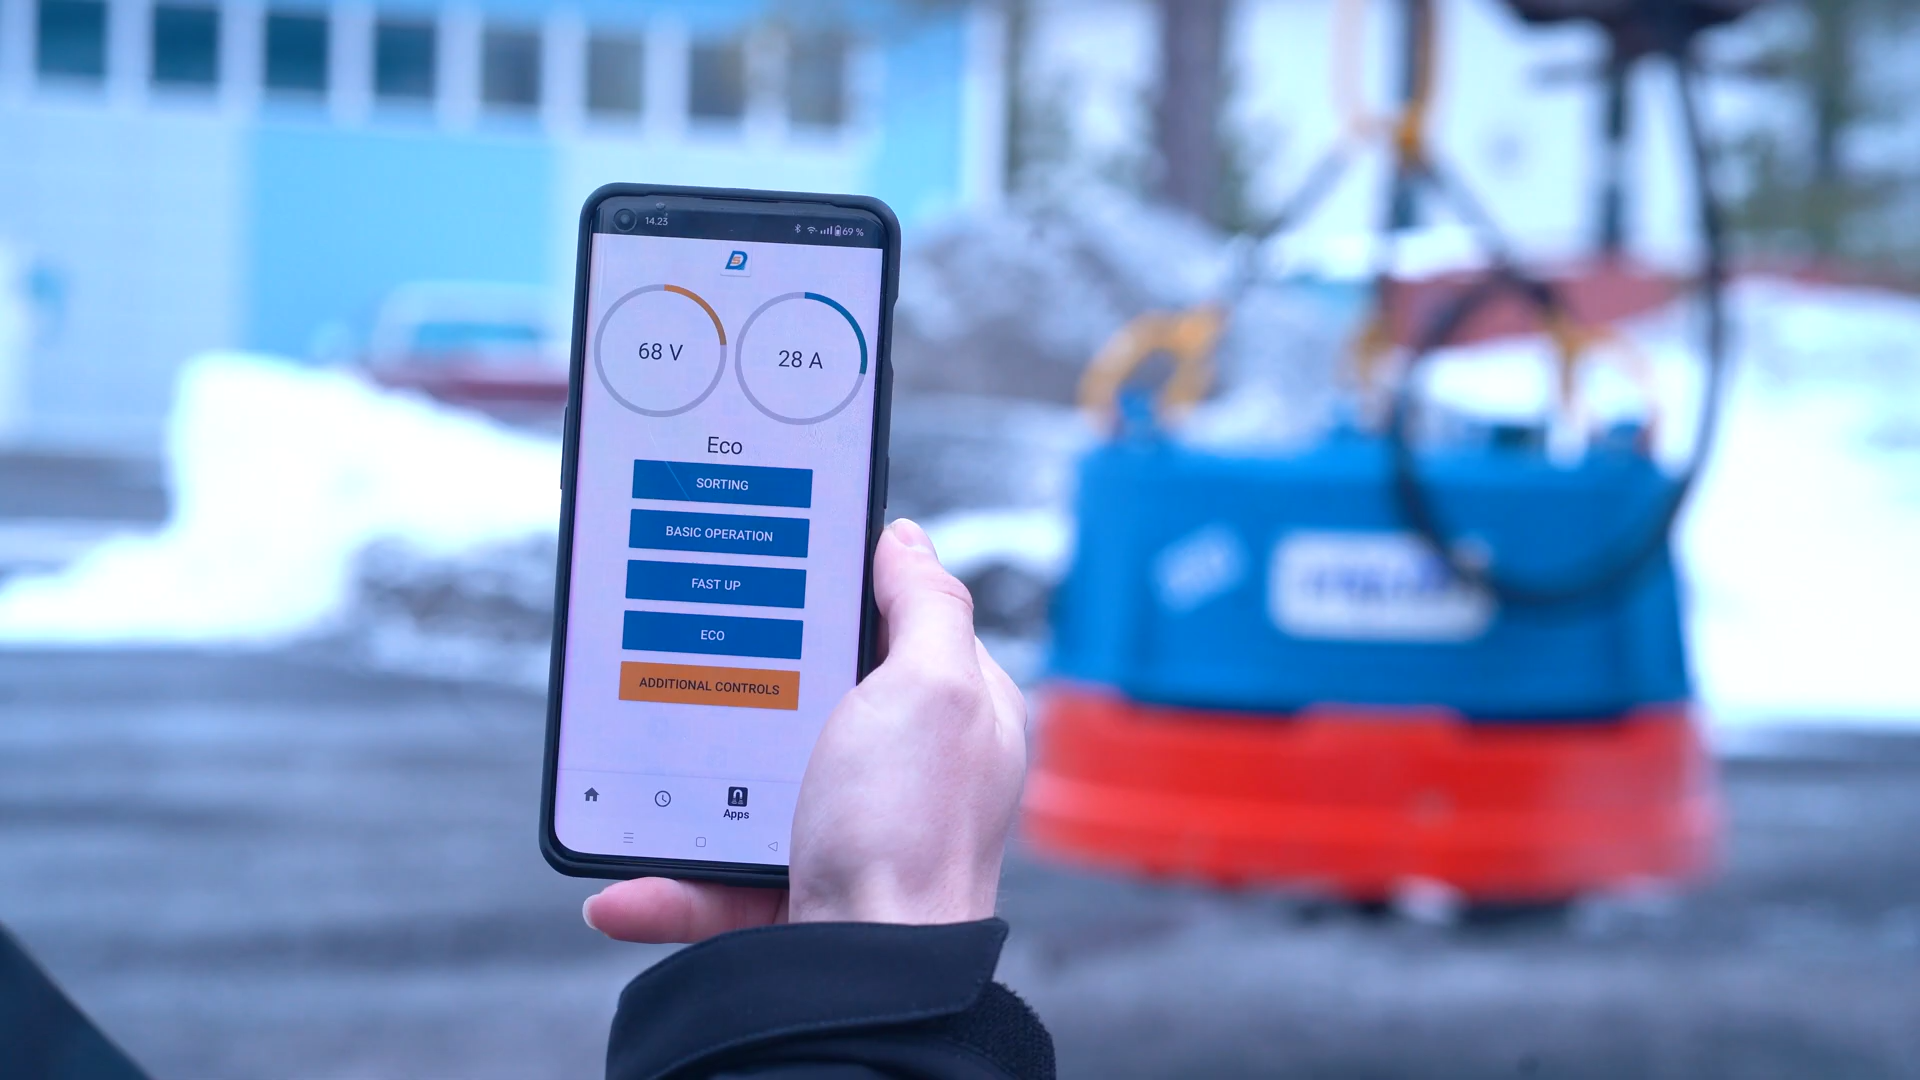 14.23
69 %
68 V
28 A
Eco
SORTING
BASIC OPERATION
FAST UP
ECO
ADDITIONAL CONTROLS
Apps